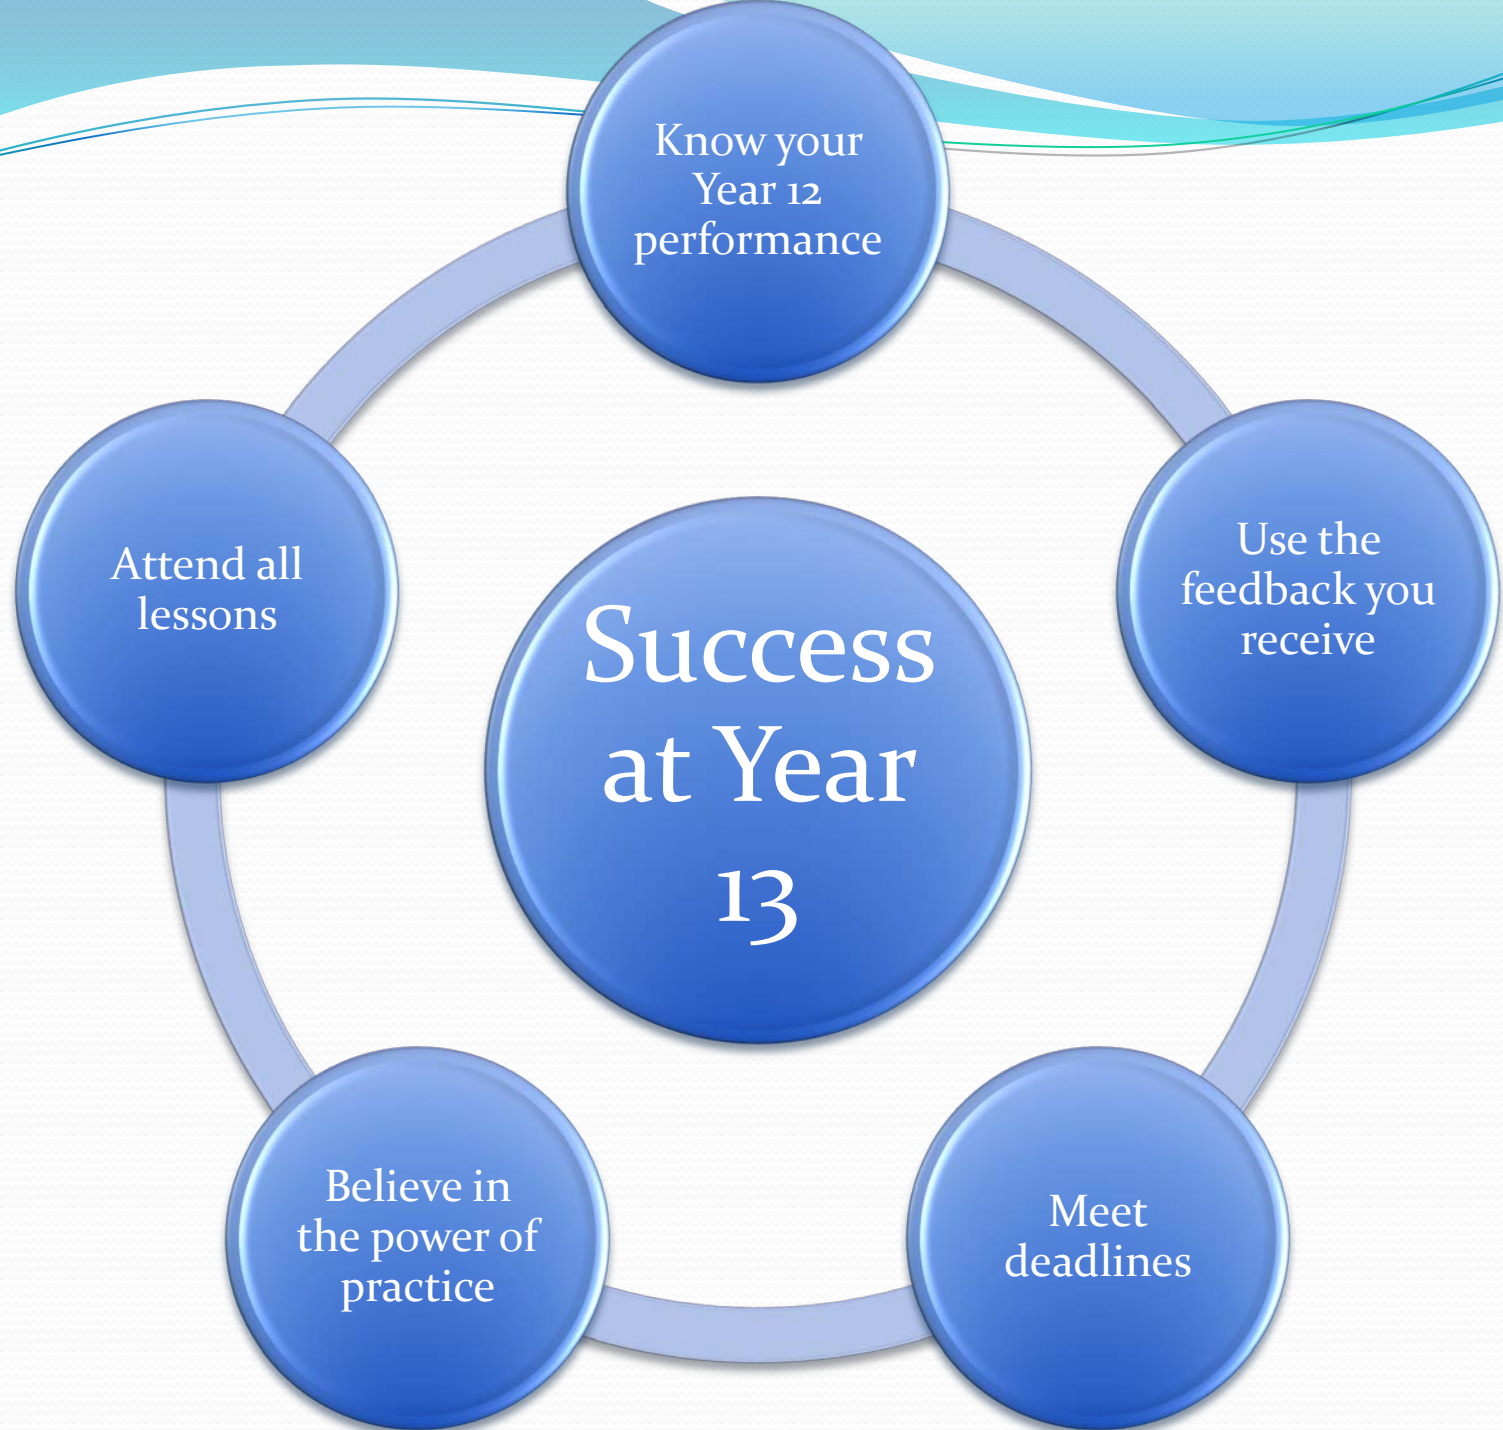 Know your
Year 12
performance
Use the
feedback you
receive
Meet
deadlines
Believe in
the power of
practice
Attend all
lessons
Success
at Year
13